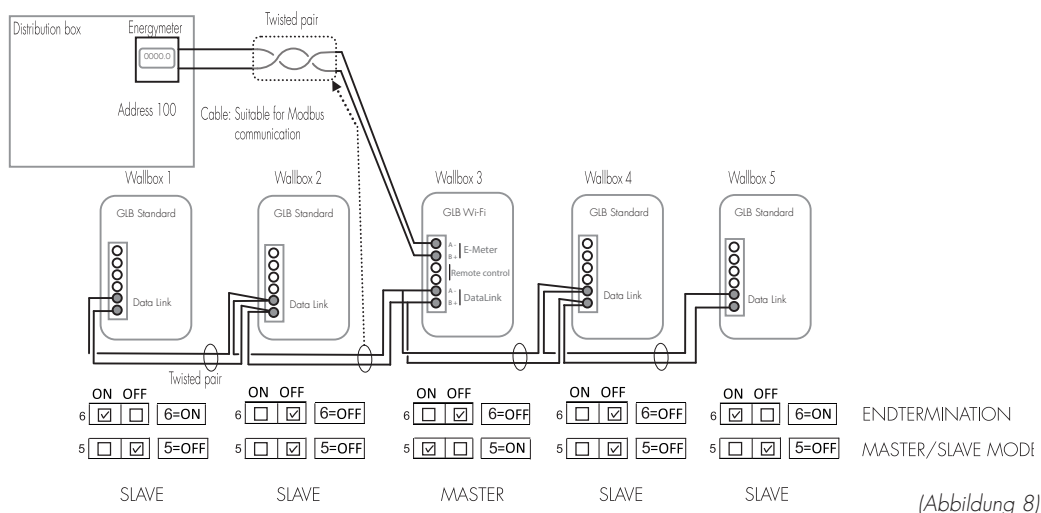 Distribution box
Energymeter
0000.0
Address 100
Twisted pair
Cable: Suitable for Modbus
communication
Wallbox 1
Wallbox 2
Wallbox 3
Wallbox 4
Wallbox 5
GLB Standard
GLB Standard
GLB Wi-Fi
GLB Standard
GLB Standard
A -
B +
E-Meter
Remote control
A -
B +
DataLink
Data Link
Data Link
Data Link
Data Link
Twisted pair
ON OFF
ON OFF
ON OFF
ON OFF
ON OFF
6 6=ON
6 6=OFF
6 6=OFF
6 6=OFF
6 6=ON
ENDTERMINATION
5 5=OFF
5 5=OFF
5 5=ON
5 5=OFF
5 5=OFF
MASTER/SLAVE MODE
SLAVE
SLAVE
MASTER
SLAVE
SLAVE
(Abbildung 8)